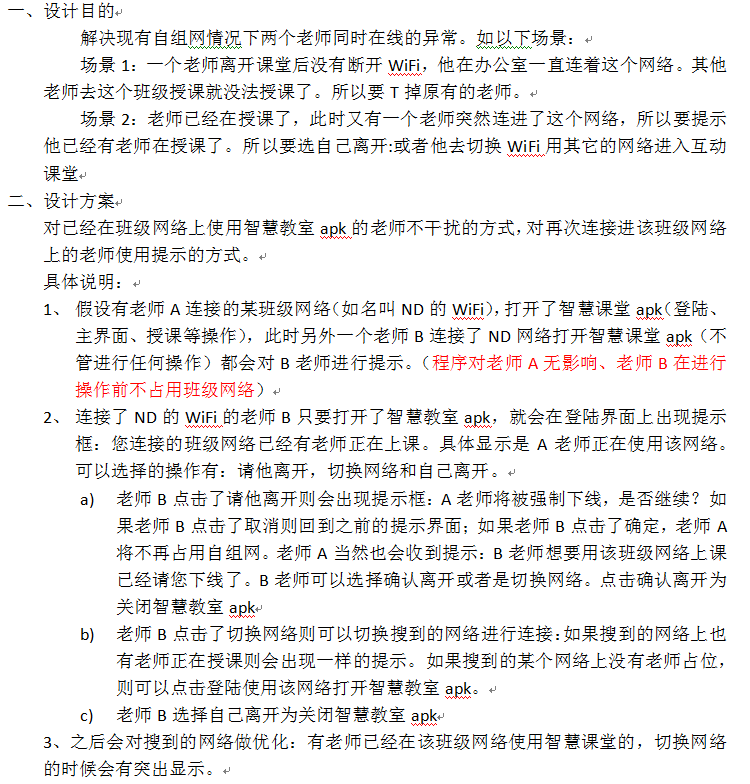 一、设计目的
解决现有自组网情况下两个老师同时在线的异常。如以下场景：
场景 1：一个老师离开课堂后没有断开 WiFi，他在办公室一直连着这个网络。其他
老师去这个班级授课就没法授课了。所以要 T 掉原有的老师。
场景 2：老师已经在授课了，此时又有一个老师突然连进了这个网络，所以要提示
他已经有老师在授课了。所以要选自己离开:或者他去切换 WiFi 用其它的网络进入互动
课堂
二、设计方案
对已经在班级网络上使用智慧教室 apk 的老师不干扰的方式，对再次连接进该班级网络
上的老师使用提示的方式。
具体说明：
1、 假设有老师 A 连接的某班级网络（如名叫 ND 的 WiFi），打开了智慧课堂 apk（登陆、
主界面、授课等操作），此时另外一个老师 B 连接了 ND 网络打开智慧课堂 apk（不
管进行任何操作）都会对 B 老师进行提示。（程序对老师 A 无影响、老师 B 在进行
操作前不占用班级网络）
2、 连接了 ND 的 WiFi 的老师 B 只要打开了智慧教室 apk，就会在登陆界面上出现提示
框：您连接的班级网络已经有老师正在上课。具体显示是 A 老师正在使用该网络。
可以选择的操作有：请他离开，切换网络和自己离开。
a) 老师 B 点击了请他离开则会出现提示框：A 老师将被强制下线，是否继续？如
果老师 B 点击了取消则回到之前的提示界面；如果老师 B 点击了确定，老师 A
将不再占用自组网。老师 A 当然也会收到提示：B 老师想要用该班级网络上课
已经请您下线了。B 老师可以选择确认离开或者是切换网络。点击确认离开为
关闭智慧教室 apk
b) 老师 B 点击了切换网络则可以切换搜到的网络进行连接：如果搜到的网络上也
有老师正在授课则会出现一样的提示。如果搜到的某个网络上没有老师占位，
则可以点击登陆使用该网络打开智慧教室 apk。
c) 老师 B 选择自己离开为关闭智慧教室 apk
3、之后会对搜到的网络做优化：有老师已经在该班级网络使用智慧课堂的，切换网络
的时候会有突出显示。